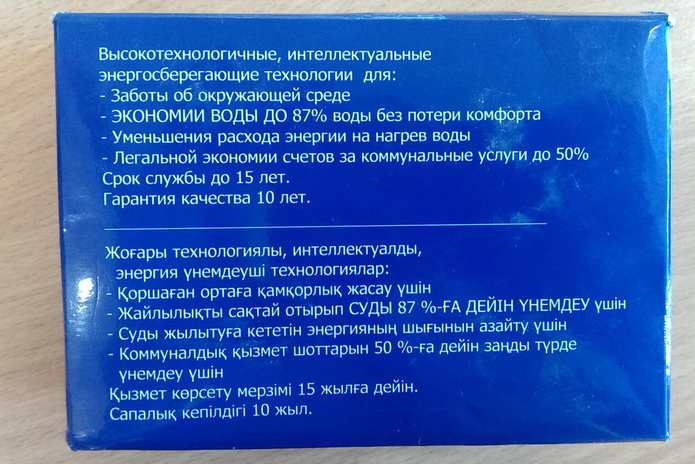 Высокотехнологичные, интеллектуальные
энергосберегающие технологии для:
- Заботы об окружающей среде
- ЭКОНОМИИ ВОДЫ ДО 87% воды без потери комфорта
- Уменьшения расхода энергии на нагрев воды
- Легальной экономии счетов за коммунальные услуги до 50%
Срок службы до 15 лет.
Гарантия качества 10 лет.
Жоғары технологиялы, интеллектуалды,
энергия үнемдеуші технологиялар:
- Қоршаған ортаға қамқорлық жасау үшін
- Жайлылықты сақтай отырып СУДЫ 87 %-ҒА ДЕЙІН ҮНЕМДЕУ үшін
- Суды жылытуға кететін энергияның шығынын азайту үшін
- Коммуналдық қызмет шоттарын 50 %-ға дейін заңды түрде
үнемдеу үшін
Қызмет көрсету мерзімі 15 жылға дейін.
Сапалық кепілдігі 10 жыл.